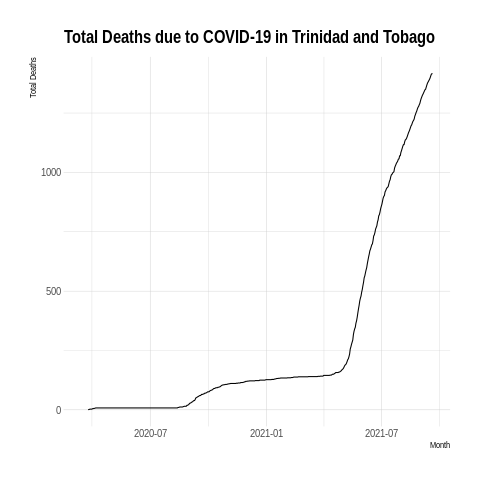 Total Deaths due to COVID-19 in Trinidad and Tobago
Total Deaths
1000
500
0
2020-07
2021-01
2021-07
Month